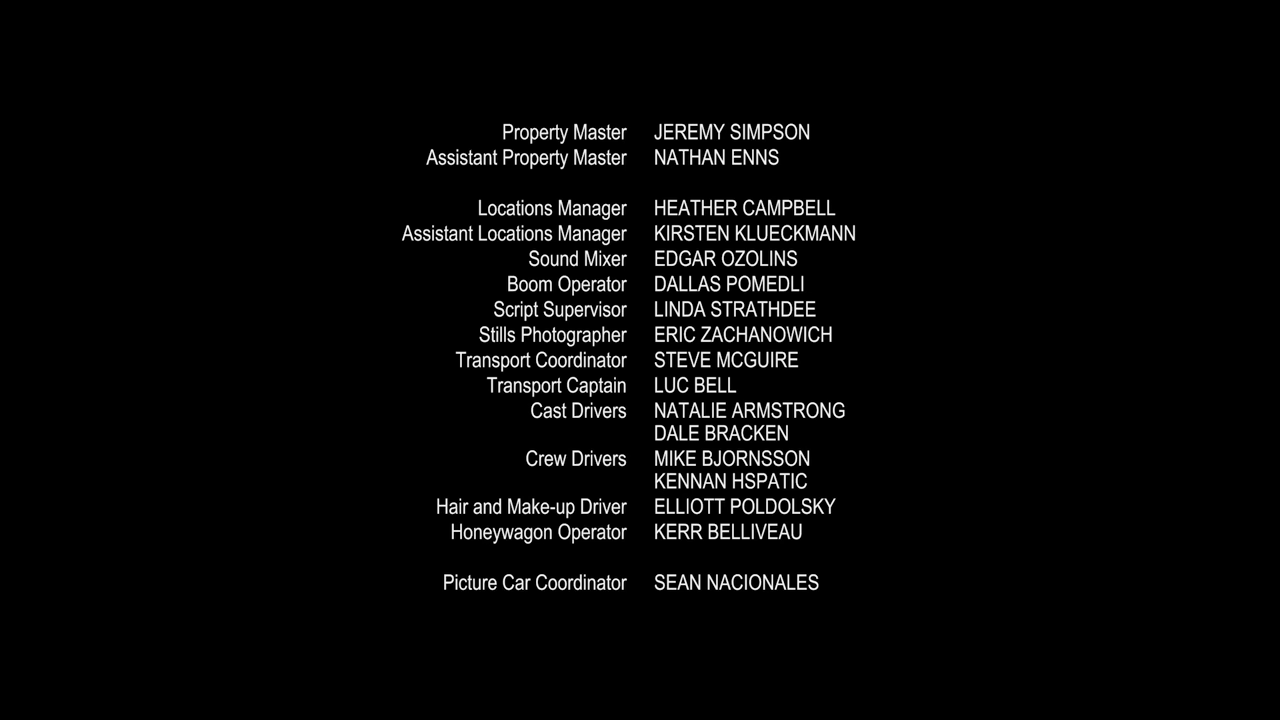 Property Master JEREMY SIMPSON
Assistant Property Master NATHAN ENNS
Locations Manager HEATHER CAMPBELL
Assistant Locations Manager KIRSTEN KLUECKMANN
Sound Mixer EDGAR OZOLINS
Boom Operator DALLAS POMEDLI
Script Supervisor LINDA STRATHDEE
Stills Photographer ERIC ZACHANOWICH
Transport Coordinator STEVE MCGUIRE
Transport Captain LUC BELL
Cast Drivers NATALIE ARMSTRONG
DALE BRACKEN
Crew Drivers MIKE BJORNSSON
KENNAN HSPATIC
Hair and Make-up Driver ELLIOTT POLDOLSKY
Honeywagon Operator KERR BELLIVEAU
Picture Car Coordinator SEAN NACIONALES